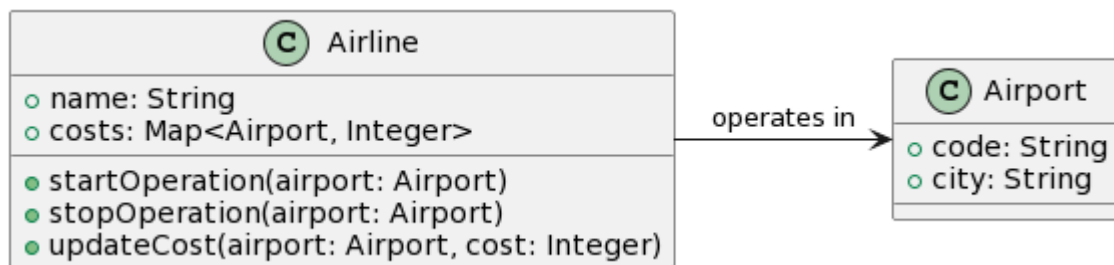 C Airline
name: String
costs: Map<Airport, Integer>
startOperation(airport: Airport)
stopOperation(airport: Airport)
updateCost(airport: Airport, cost: Integer)
operates in
C Airport
code: String
city: String